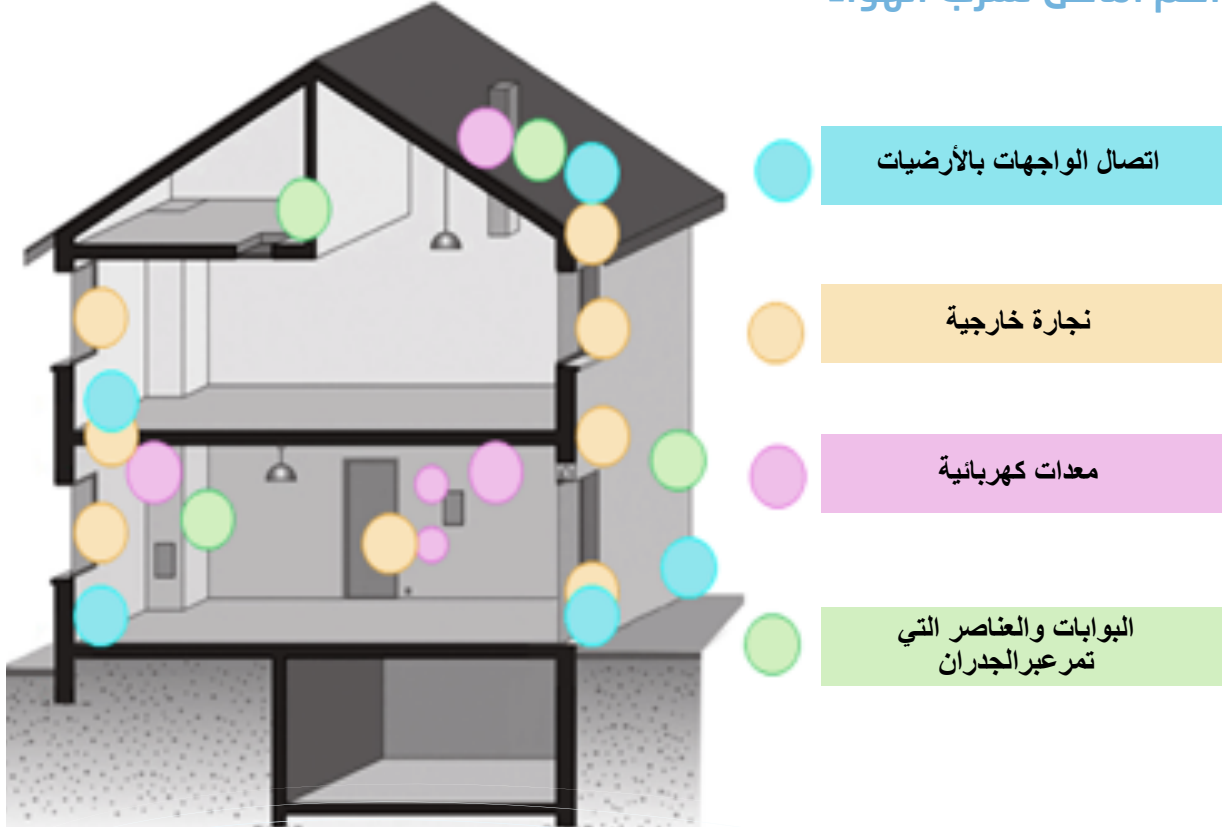 اتصال الواجهات بالأرضيات
نجارة خارجية
معدات كهربائية
البوابات والعناصر التي
تمرعبرالجدران